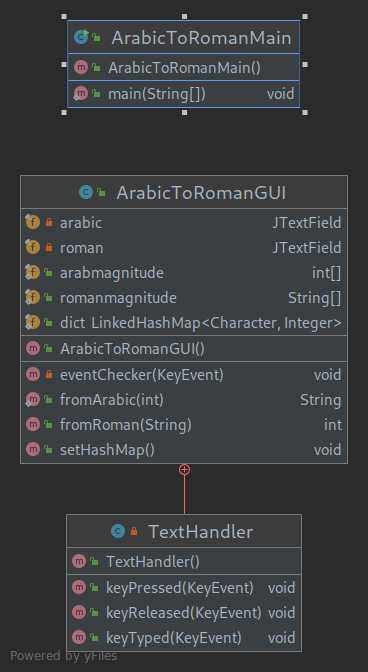 ArabicToRomanMain
ArabicToRomanMain()
main(String[]) void
ArabicToRomanGUI
arabic JTextField
roman JTextField
arabmagnitude int[]
romanmagnitude String[]
dict LinkedHashMap<Character, Integer>
ArabicToRomanGUI()
eventChecker(KeyEvent) void
fromArabic(int) String
fromRoman(String) int
setHashMap() void
TextHandler
TextHandler()
keyPressed(KeyEvent) void
keyReleased(KeyEvent) void
keyTyped(KeyEvent) void
Powered by yFiles